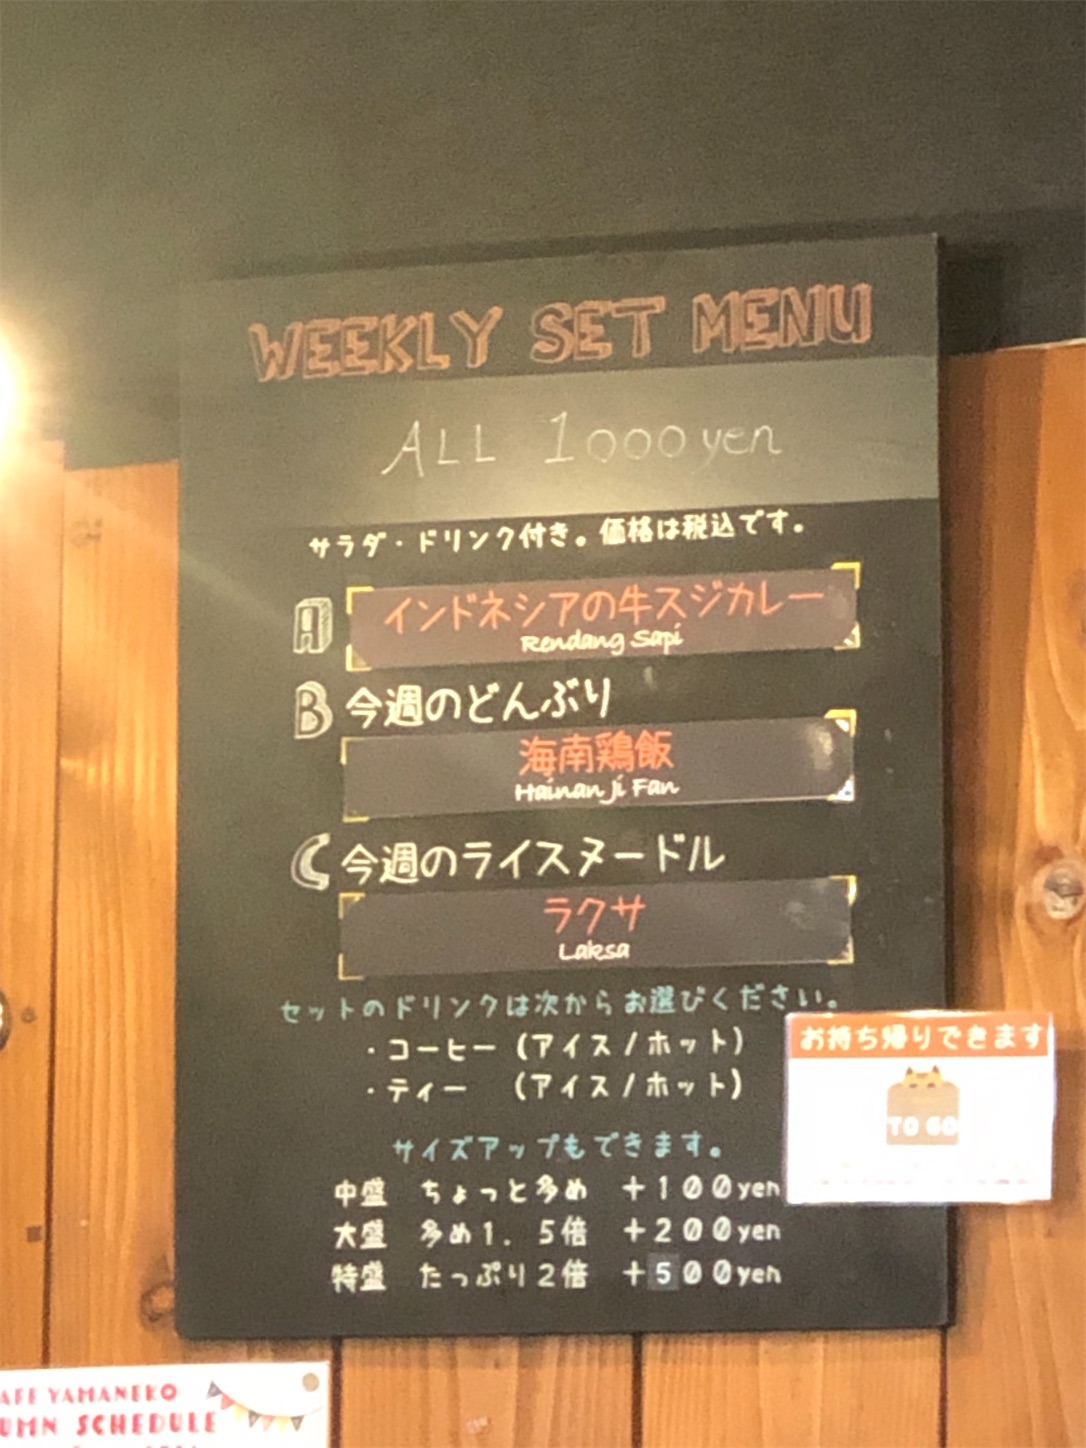 WEEKLY SET MENU
ALL 1000yen
サラダ・ドリンク付き。価格は税込です。
A インドネシアの牛スジカレー
Rendang Sapi
B 今週のどんぶり
海南鶏飯
Hainan Ji Fan
C 今週のライスヌードル
ラクサ
Laksa
セットのドリンクは次からお選びください。
・コーヒー (アイス/ホット)
・ティー (アイス/ホット)
サイズアップもできます。
中盛 ちょっと多め +100yen
大盛 多め1.5倍 +200yen
特盛 たっぷり2倍 +500yen
お持ち帰りできます
TO GO
AFE YAMANEKO
UMN SCHEDULE